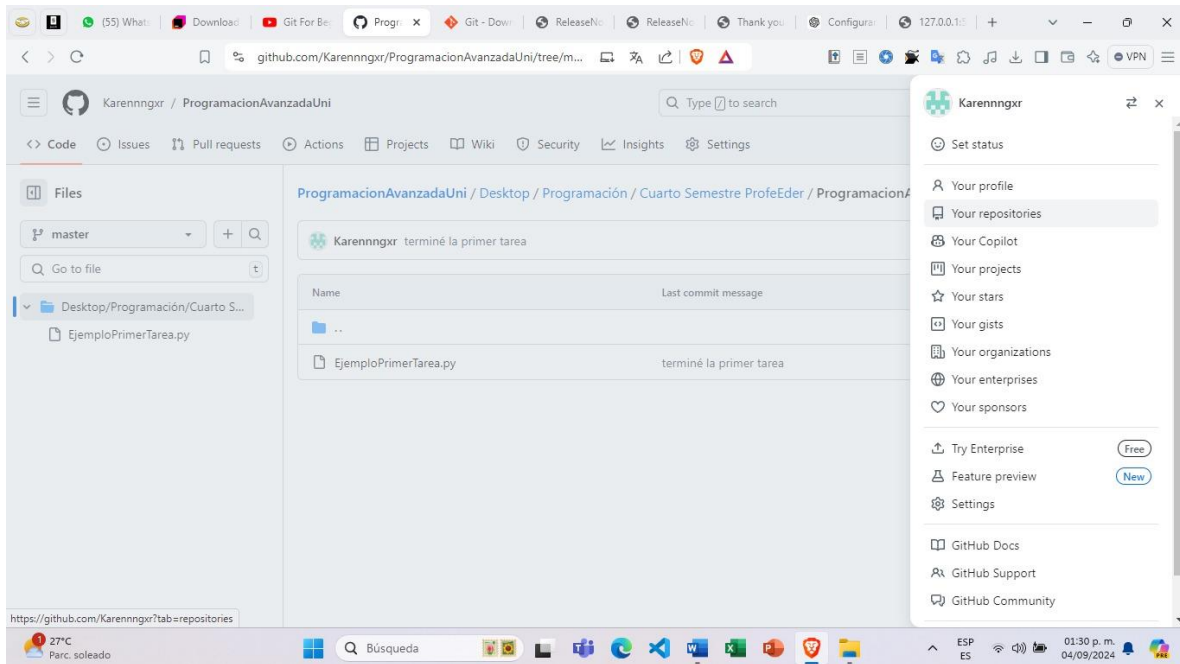 (55) Whats
Download
Git For Be
Progr
Git - Down
ReleaseNo
ReleaseNo
Thank you
Configurac
127.0.0.1:5
github.com/Karennngxr/ProgramacionAvanzadaUni/tree/m...
VPN
Karennngxr / ProgramacionAvanzadaUni
Type / to search
Karennngxr
Code Issues Pull requests Actions Projects Wiki Security Insights Settings
Set status
Your profile
Your repositories
Your Copilot
Your projects
Your stars
Your gists
Your organizations
Your enterprises
Your sponsors
Try Enterprise Free
Feature preview New
Settings
GitHub Docs
GitHub Support
GitHub Community
Files
master
Go to file t
Desktop/Programación/Cuarto S...
EjemploPrimerTarea.py
ProgramacionAvanzadaUni / Desktop / Programación / Cuarto Semestre ProfeEder / ProgramacionA
Karennngxr terminé la primer tarea
Name Last commit message
..
EjemploPrimerTarea.py terminé la primer tarea
https://github.com/Karennngxr?tab=repositories
1
27°C
Parc. soleado
Búsqueda
ESP
ES
01:30 p. m.
04/09/2024
PRE